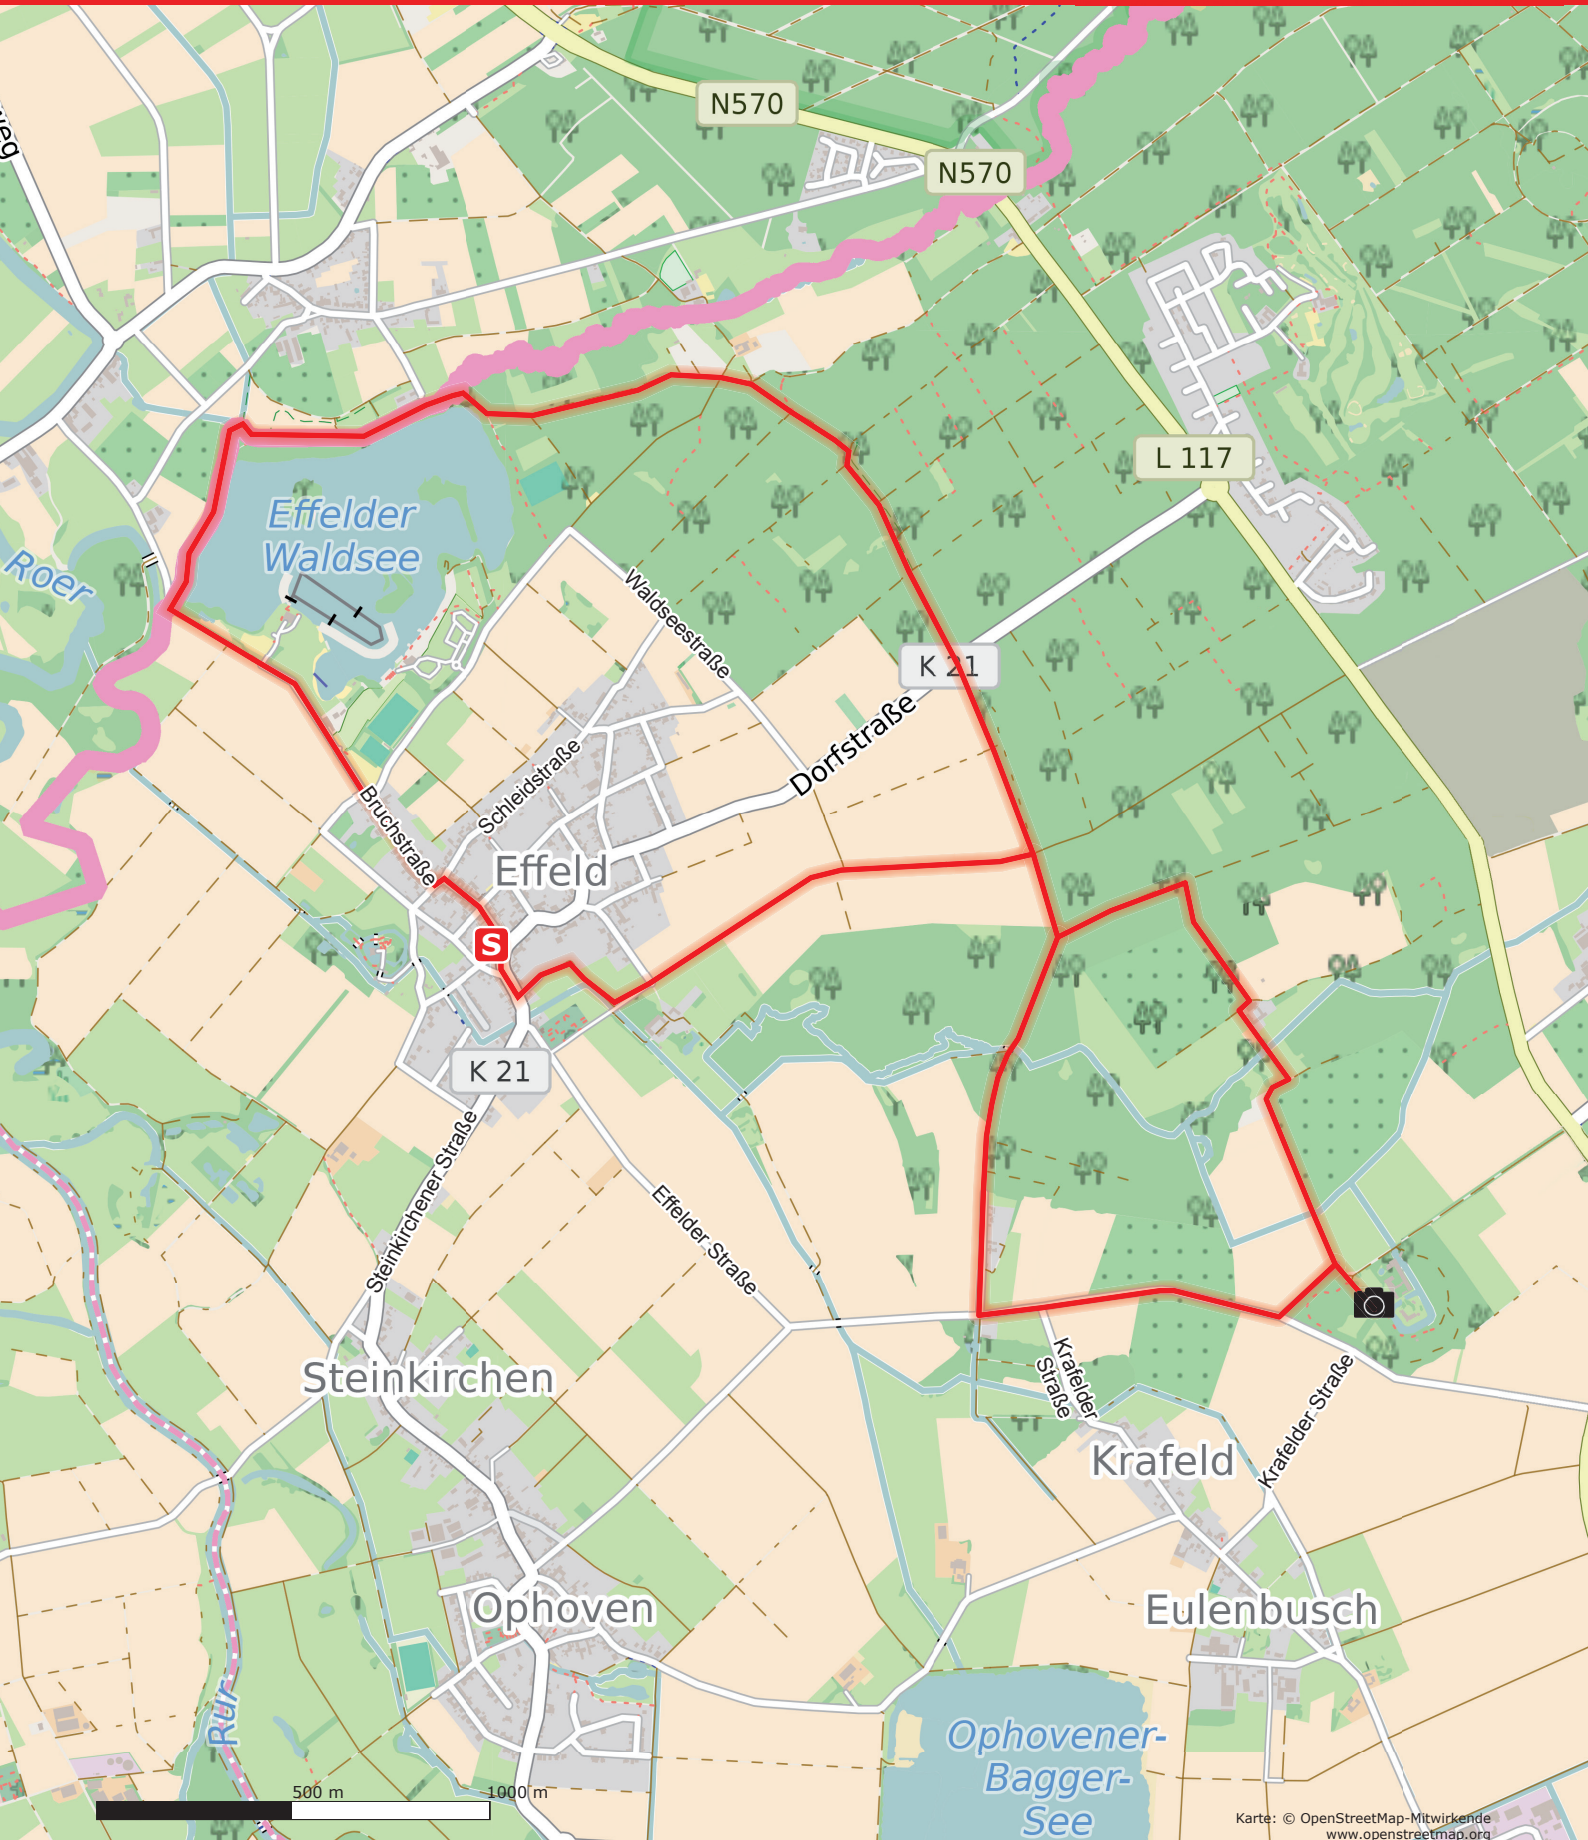 N570
weg
N570
L 117
Effelder
Waldsee
Roer
Waldseestraße
K 21
Dorfstraße
Schleidstraße
Bruchstraße
Effeld
S
K 21
Steinkirchener Straße
Effelder Straße
Steinkirchen
Krafelder
Straße
Krafelder Straße
Krafeld
Ophoven
Eulenbusch
Rur
Ophovener-
Bagger-
See
500 m
1000 m
Karte: © OpenStreetMap-Mitwirkende
www.openstreetmap.org